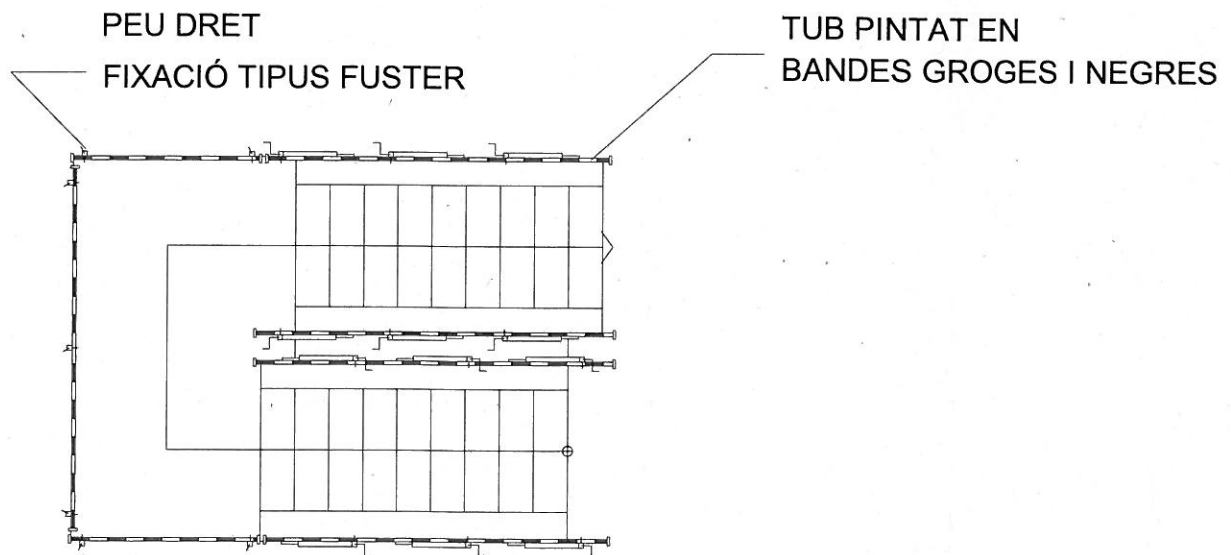 PEU DRET
FIXACIÓ TIPUS FUSTER
TUB PINTAT EN
BANDES GROGES I NEGRES